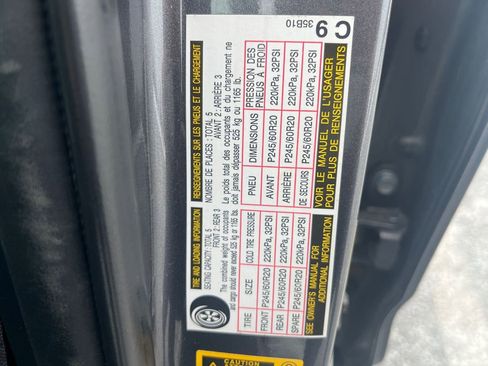 TIRE AND LOADING INFORMATION
SEATING CAPACITY : TOTAL 5
FRONT 2 : REAR 3
The combined weight of occupants
and cargo should never exceed 525 kg or 1165 lbs.
TIRE SIZE COLD TIRE PRESSURE
FRONT P245/60R20 220kPa, 32PSI
REAR P245/60R20 220kPa, 32PSI
SPARE P245/60R20 220kPa, 32PSI
SEE OWNER'S MANUAL FOR
ADDITIONAL INFORMATION
RENSEIGNEMENTS SUR LES PNEUS ET LE CHARGEMENT
NOMBRE DE PLACES : TOTAL 5
AVANT 2 : ARRIÈRE 3
Le poids total des occupants et du chargement ne
doit jamais dépasser 525 kg or 1165 lb.
PNEU DIMENSIONS PRESSION DES
PNEUS À FROID
AVANT P245/60R20 220kPa, 32PSI
ARRIÈRE P245/60R20 220kPa, 32PSI
DE SECOURS P245/60R20 220kPa, 32PSI
VOIR LE MANUEL DE L'USAGER
POUR PLUS DE RENSEIGNEMENTS
C9
35B10
CAUTION